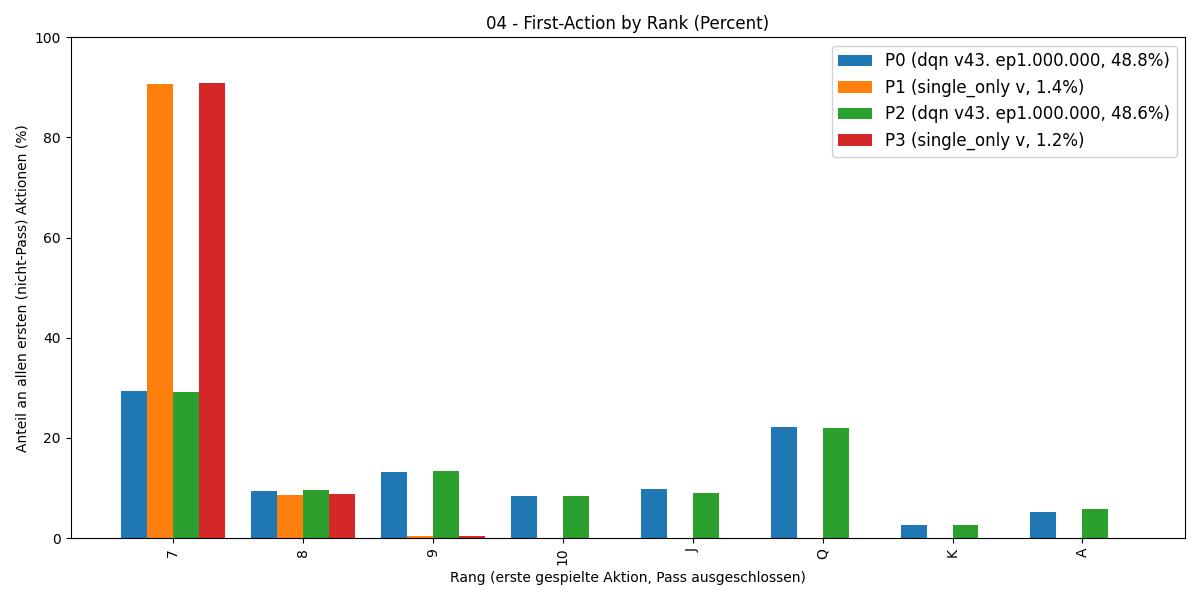 04 - First-Action by Rank (Percent)
100
80
60
40
20
0
Anteil an allen ersten (nicht-Pass) Aktionen (%)
P0 (dqn v43. ep1.000.000, 48.8%)
P1 (single_only v, 1.4%)
P2 (dqn v43. ep1.000.000, 48.6%)
P3 (single_only v, 1.2%)
7
8
9
10
J
Q
K
A
Rang (erste gespielte Aktion, Pass ausgeschlossen)